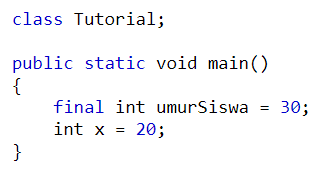 class Tutorial;

public static void main()
{
    final int umurSiswa = 30;
    int x = 20;
}